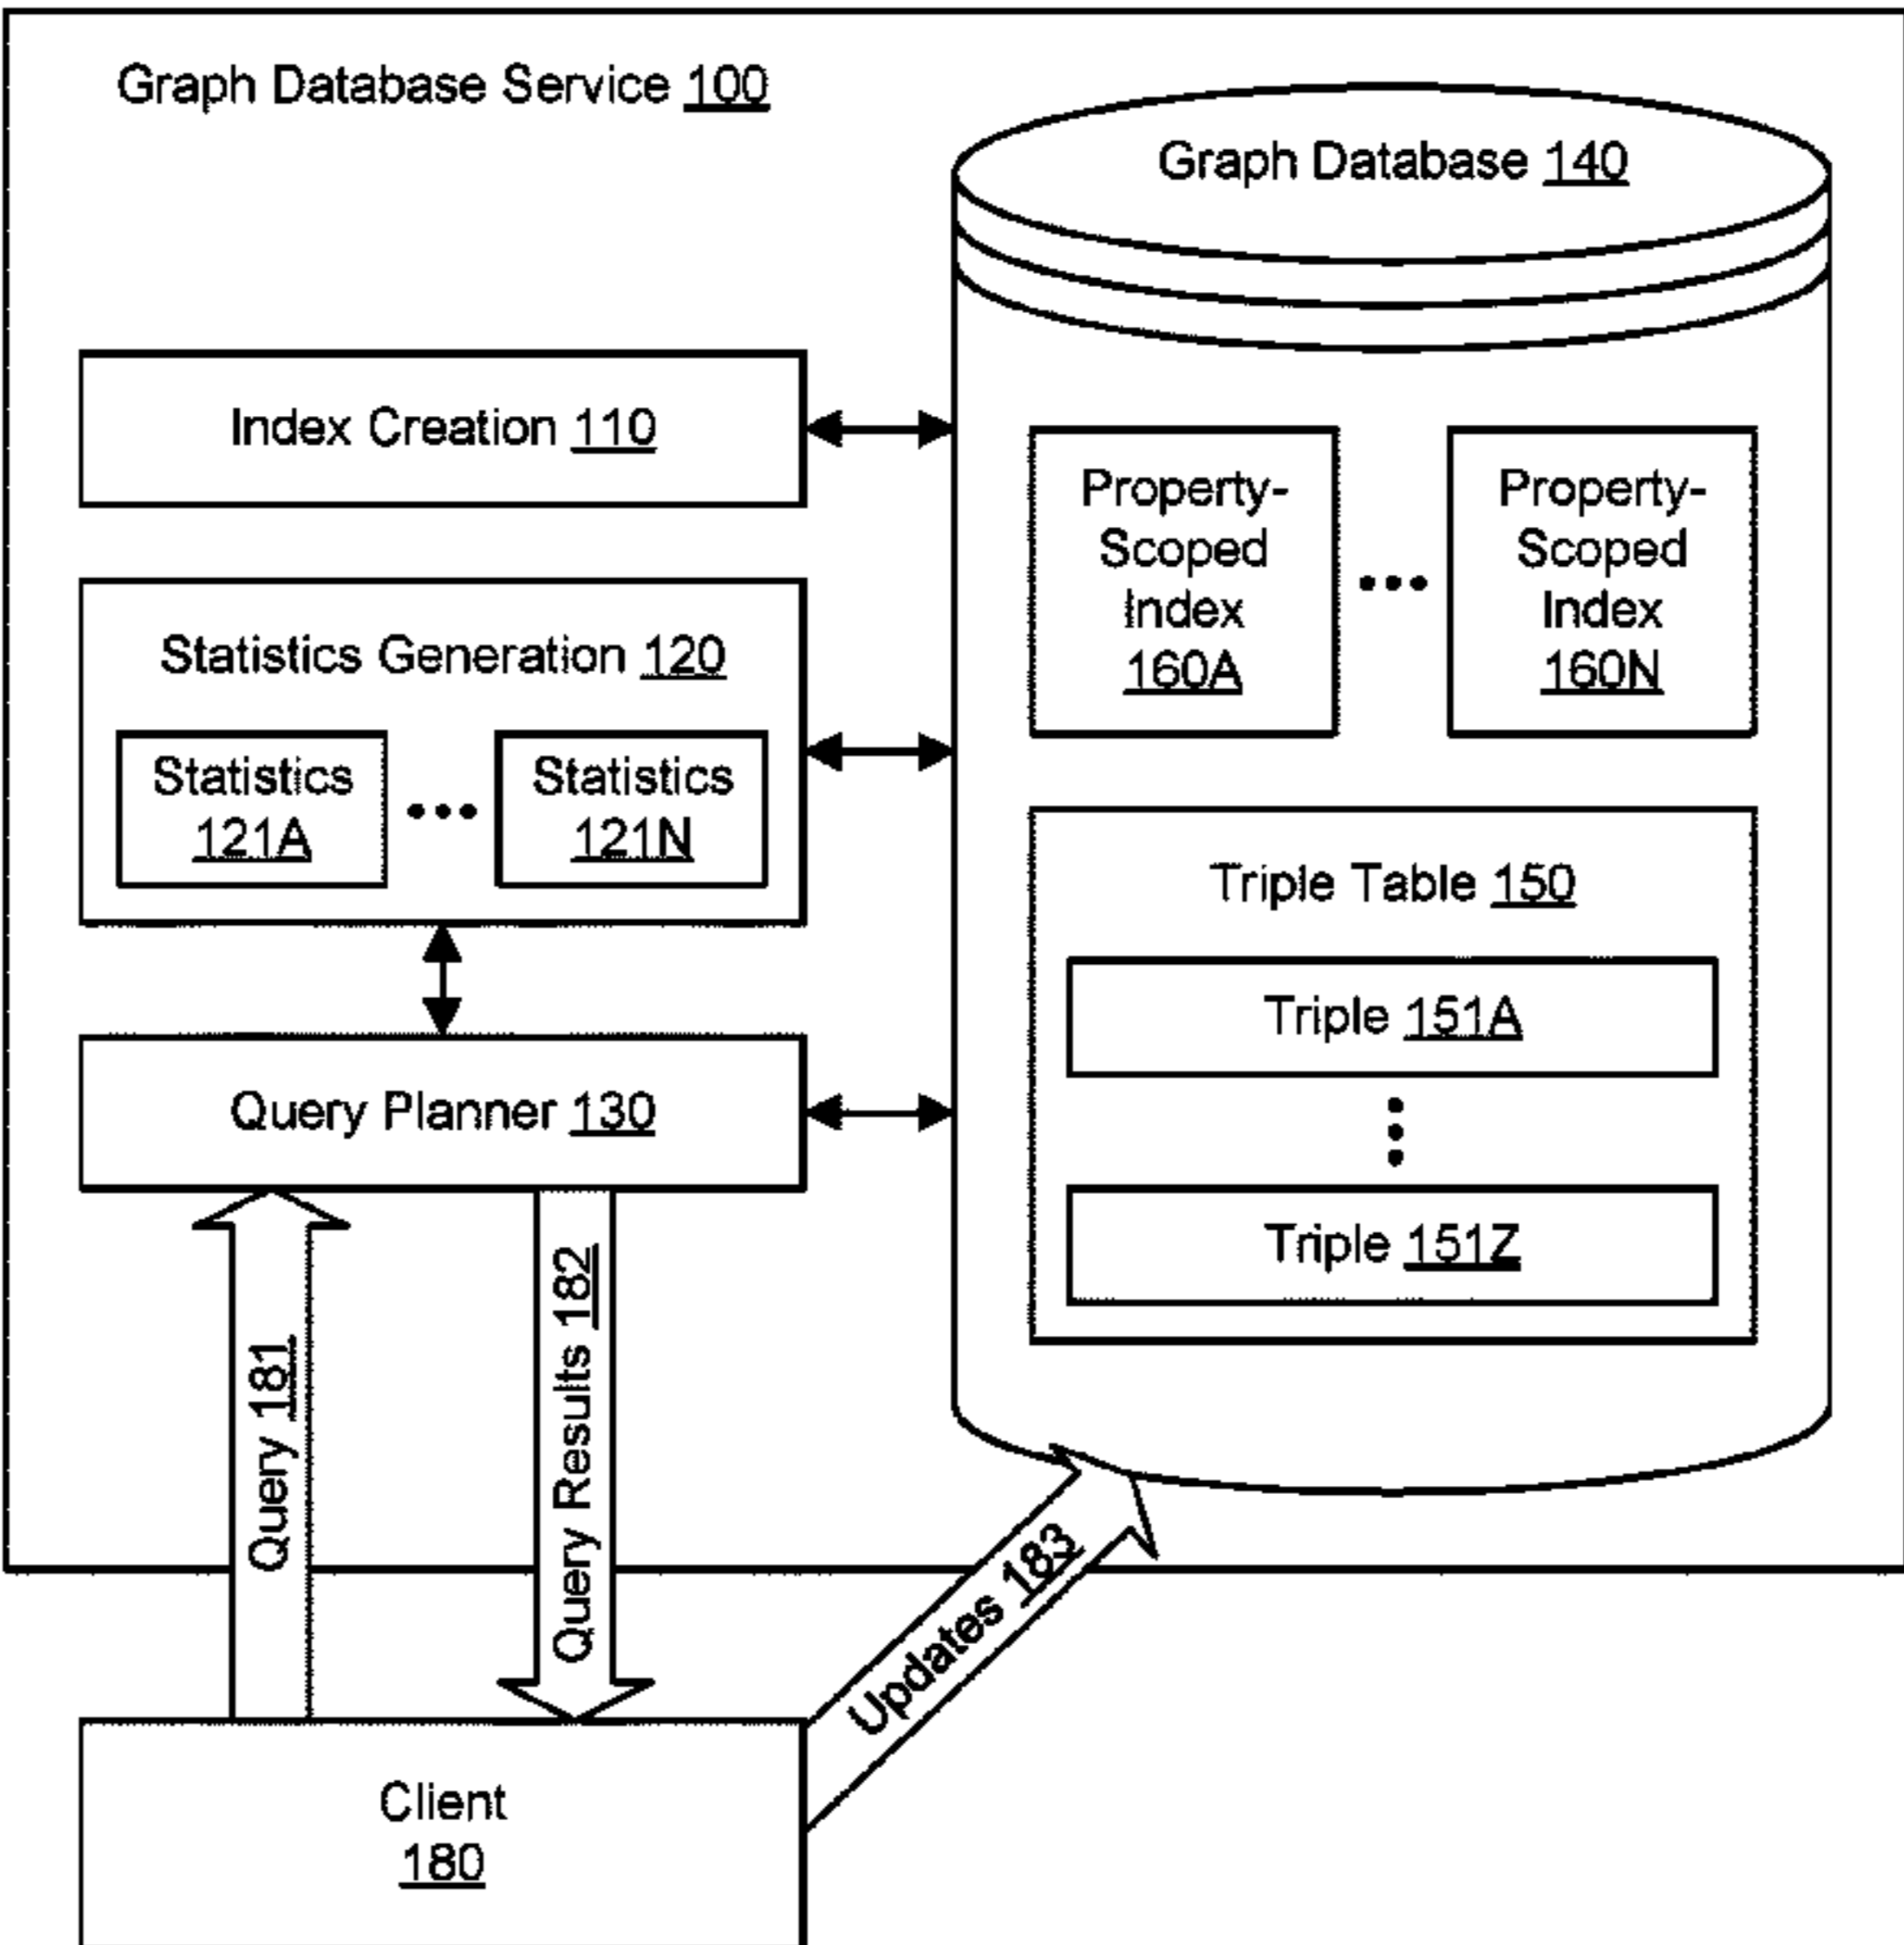 Graph Database Service 100
Graph Database 140
Index Creation 110
Property-
Scoped
Index
160A
Property-
Scoped
Index
160N
Statistics Generation 120
Statistics
121A
Statistics
121N
Triple Table 150
Triple 151A
Triple 151Z
Query Planner 130
Query 181
Query Results 182
Updates 183
Client
180